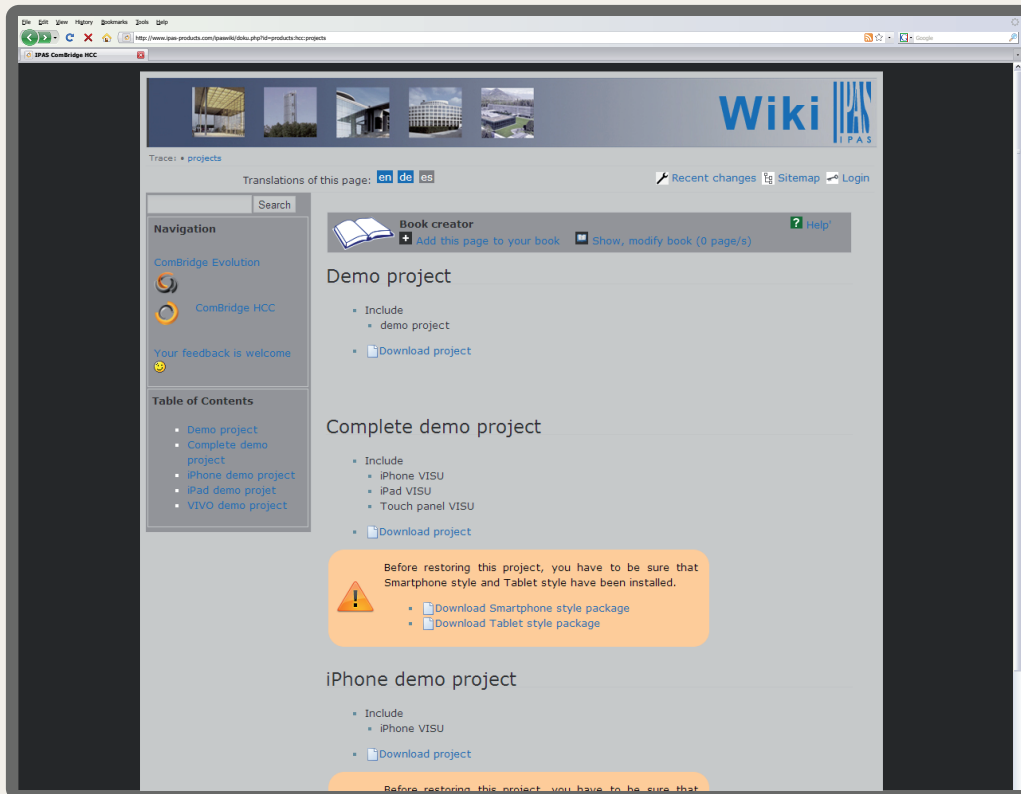 File Edit View History Bookmarks Tools Help
http://www.ipas-products.com/ipaswiki/doku.php?id=products:hcc:projects
Google
IPAS ComBridge HCC
Wiki
IPAS
Trace: • projects
Translations of this page: en de es
Recent changes Sitemap Login
Search
Navigation
ComBridge Evolution
ComBridge HCC
Your feedback is welcome
Table of Contents
Demo project
Complete demo
project
iPhone demo project
iPad demo projet
VIVO demo project
Book creator
Help'
Add this page to your book Show, modify book (0 page/s)
Demo project
Include
demo project
Download project
Complete demo project
Include
iPhone VISU
iPad VISU
Touch panel VISU
Download project
Before restoring this project, you have to be sure that
Smartphone style and Tablet style have been installed.
Download Smartphone style package
Download Tablet style package
iPhone demo project
Include
iPhone VISU
Download project
Before restoring this project, you have to be sure that